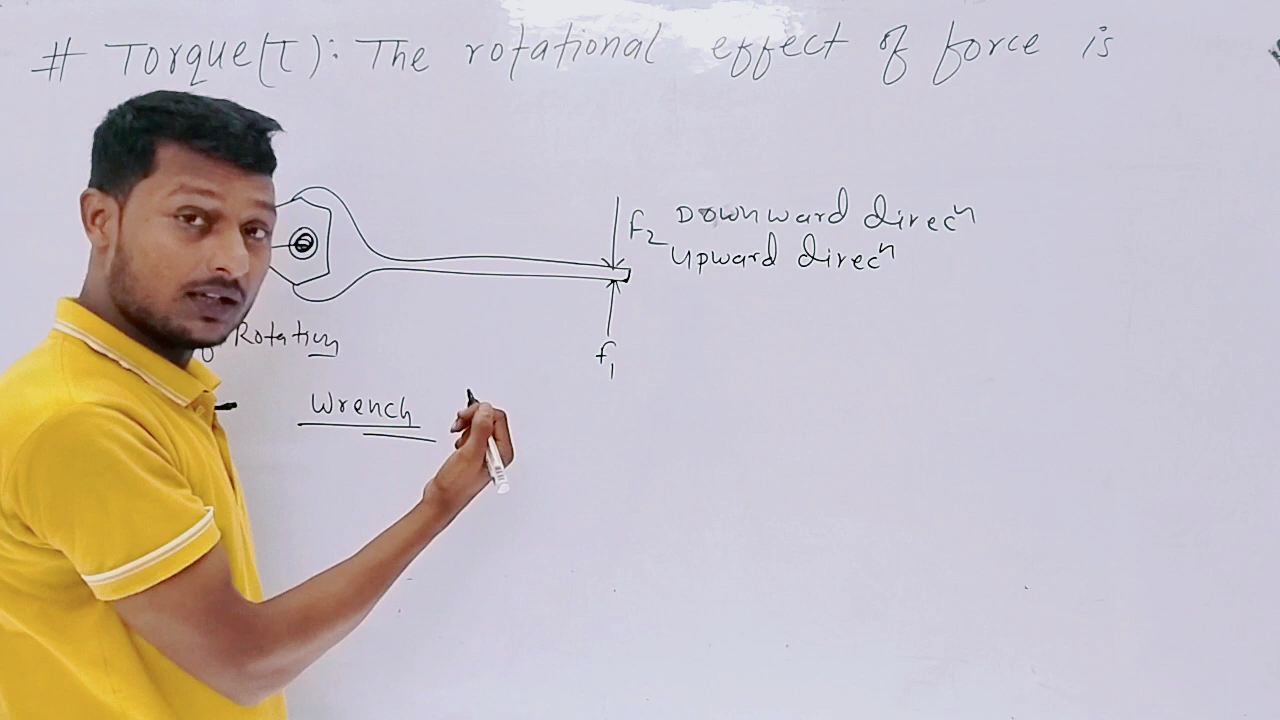 # Torque(τ): The rotational effect of force is
F2 Downward direcⁿ
Upward direcⁿ
f1
Rotation
Wrench